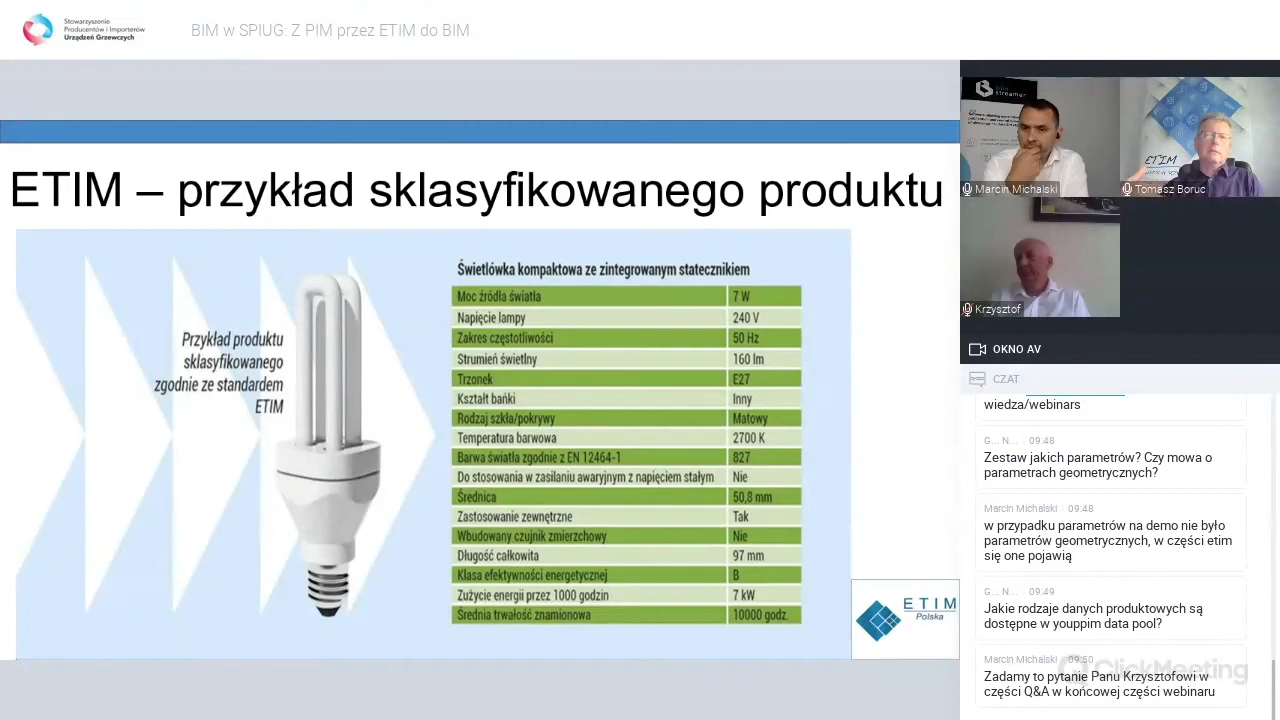 Stowarzyszenie
Producentów i Importerów
Urządzeń Grzewczych
BIM w SPIUG: Z PIM przez ETIM do BIM
ETIM – przykład sklasyfikowanego produktu
Przykład produktu
sklasyfikowanego
zgodnie ze standardem
ETIM
Świetlówka kompaktowa ze zintegrowanym statecznikiem
Moc źródła światła 7 W
Napięcie lampy 240 V
Zakres częstotliwości 50 Hz
Strumień świetlny 160 lm
Trzonek E27
Kształt bańki Inny
Rodzaj szkła/pokrywy Matowy
Temperatura barwowa 2700 K
Barwa światła zgodnie z EN 12464-1 827
Do stosowania w zasilaniu awaryjnym z napięciem stałym Nie
Średnica 50,8 mm
Zastosowanie zewnętrzne Tak
Wbudowany czujnik zmierzchowy Nie
Długość całkowita 97 mm
Klasa efektywności energetycznej B
Zużycie energii przez 1000 godzin 7 kW
Średnia trwałość znamionowa 10000 godz.
ETIM
Polska
streamer
Marcin Michalski
ETIM
Tomasz Boruc
Krzysztof
OKNO AV
CZAT
wiedza/webinars
G... N... 09:48
Zestaw jakich parametrów? Czy mowa o
parametrach geometrycznych?
Marcin Michalski 09:48
w przypadku parametrów na demo nie było
parametrów geometrycznych, w części etim
się one pojawią
G... N... 09:49
Jakie rodzaje danych produktowych są
dostępne w youppim data pool?
Marcin Michalski 09:50
Zadamy to pytanie Panu Krzysztofowi w
części Q&A w końcowej części webinaru
ClickMeeting